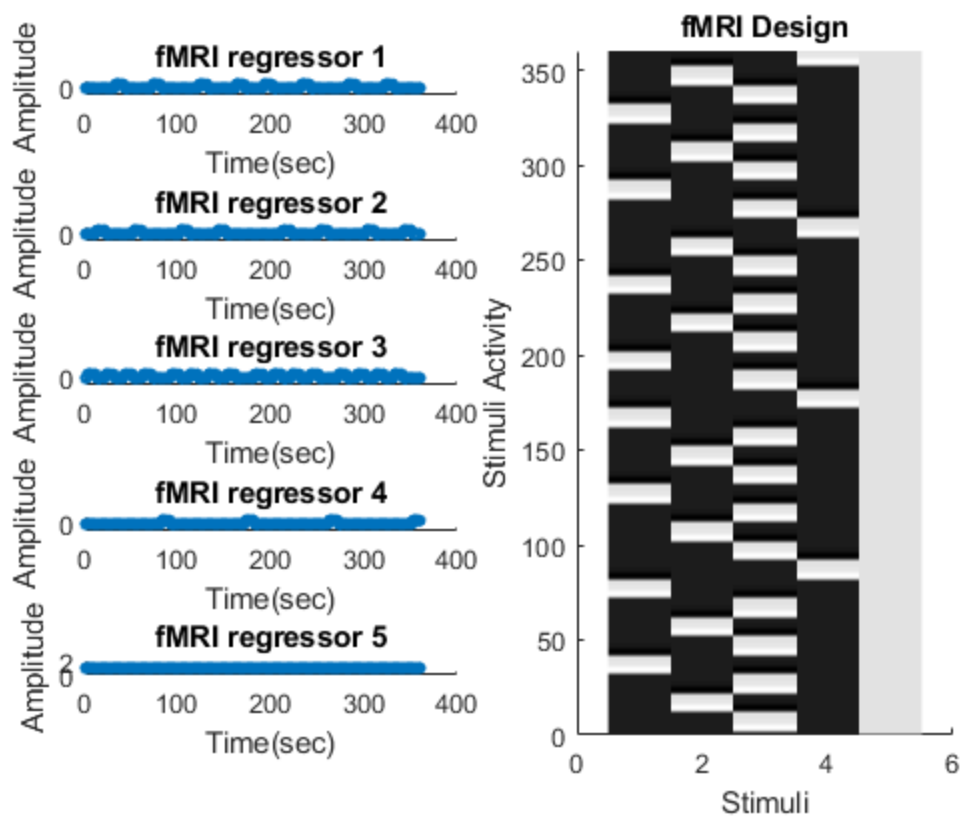 fMRI regressor 1
Amplitude
0
0 100 200 300 400
Time(sec)
fMRI regressor 2
Amplitude
0
0 100 200 300 400
Time(sec)
fMRI regressor 3
Amplitude
0
0 100 200 300 400
Time(sec)
fMRI regressor 4
Amplitude
0
0 100 200 300 400
Time(sec)
fMRI regressor 5
Amplitude
2
0
0 100 200 300 400
Time(sec)
fMRI Design
Stimuli Activity
350
300
250
200
150
100
50
0
0 2 4 6
Stimuli